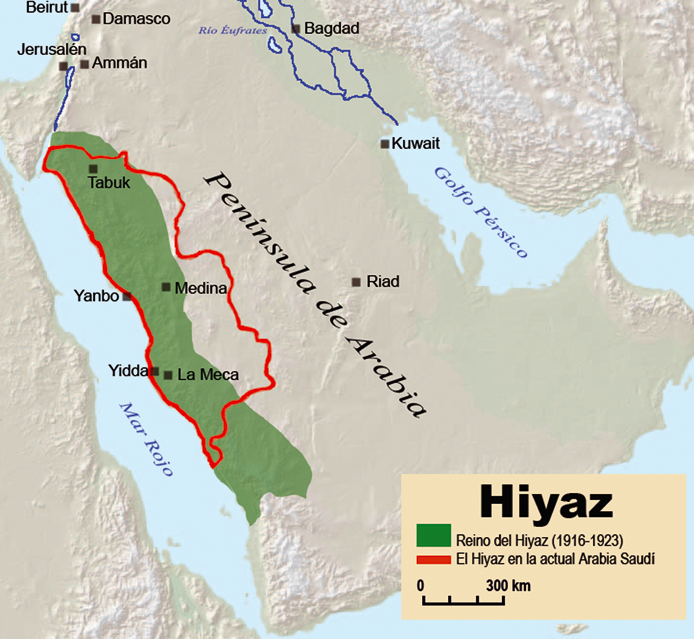 Beirut
Damasco
Río Éufrates
Bagdad
Jerusalén
Ammán
Kuwait
Golfo Pérsico
Tabuk
Península de Arabia
Medina
Riad
Yanbo
Yidda
La Meca
Mar Rojo
Hiyaz
Reino del Hiyaz (1916-1923)
El Hiyaz en la actual Arabia Saudí
0 300 km